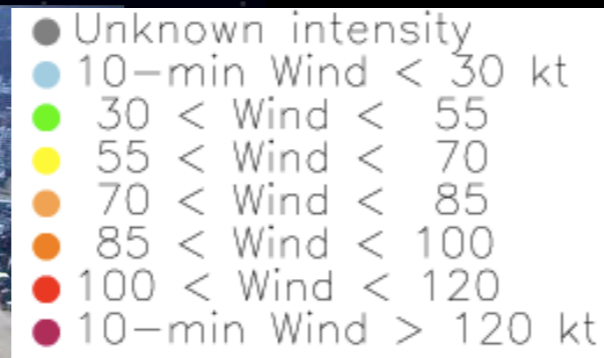 Unknown intensity
10-min Wind < 30 kt
30 < Wind < 55
55 < Wind < 70
70 < Wind < 85
85 < Wind < 100
100 < Wind < 120
10-min Wind > 120 kt